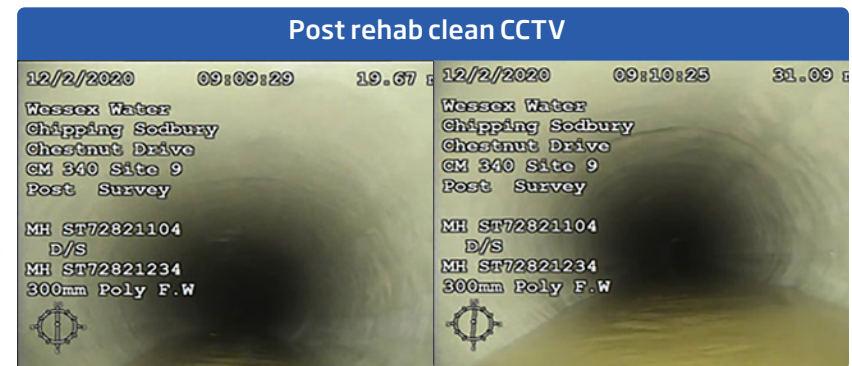 Post rehab clean CCTV
12/2/2020 09:09:29 19.67
Wessex Water
Chipping Sodbury
Chestnut Drive
CM 340 Site 9
Post Survey
MH ST72821104
D/S
MH ST72821234
300mm Poly F.W
12/2/2020 09:10:25 31.09
Wessex Water
Chipping Sodbury
Chestnut Drive
CM 340 Site 9
Post Survey
MH ST72821104
D/S
MH ST72821234
300mm Poly F.W